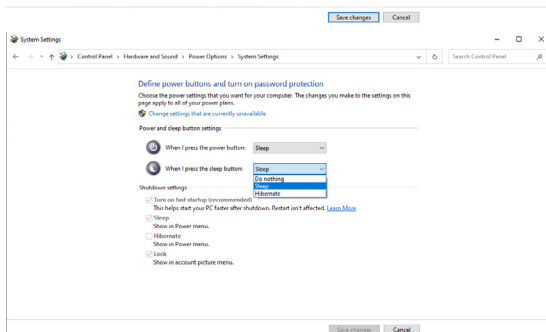 Save changes Cancel
System Settings
Control Panel > Hardware and Sound > Power Options > System Settings
Search Control Panel
Define power buttons and turn on password protection
Choose the power settings that you want for your computer. The changes you make to the settings on this
page apply to all of your power plans.
Change settings that are currently unavailable
Power and sleep button settings
When I press the power button: Sleep
When I press the sleep button: Sleep
Do nothing
Sleep
Hibernate
Shutdown settings
Turn on fast startup (recommended)
This helps start your PC faster after shutdown. Restart isn't affected. Learn More
Sleep
Show in Power menu.
Hibernate
Show in Power menu.
Lock
Show in account picture menu.
Save changes Cancel